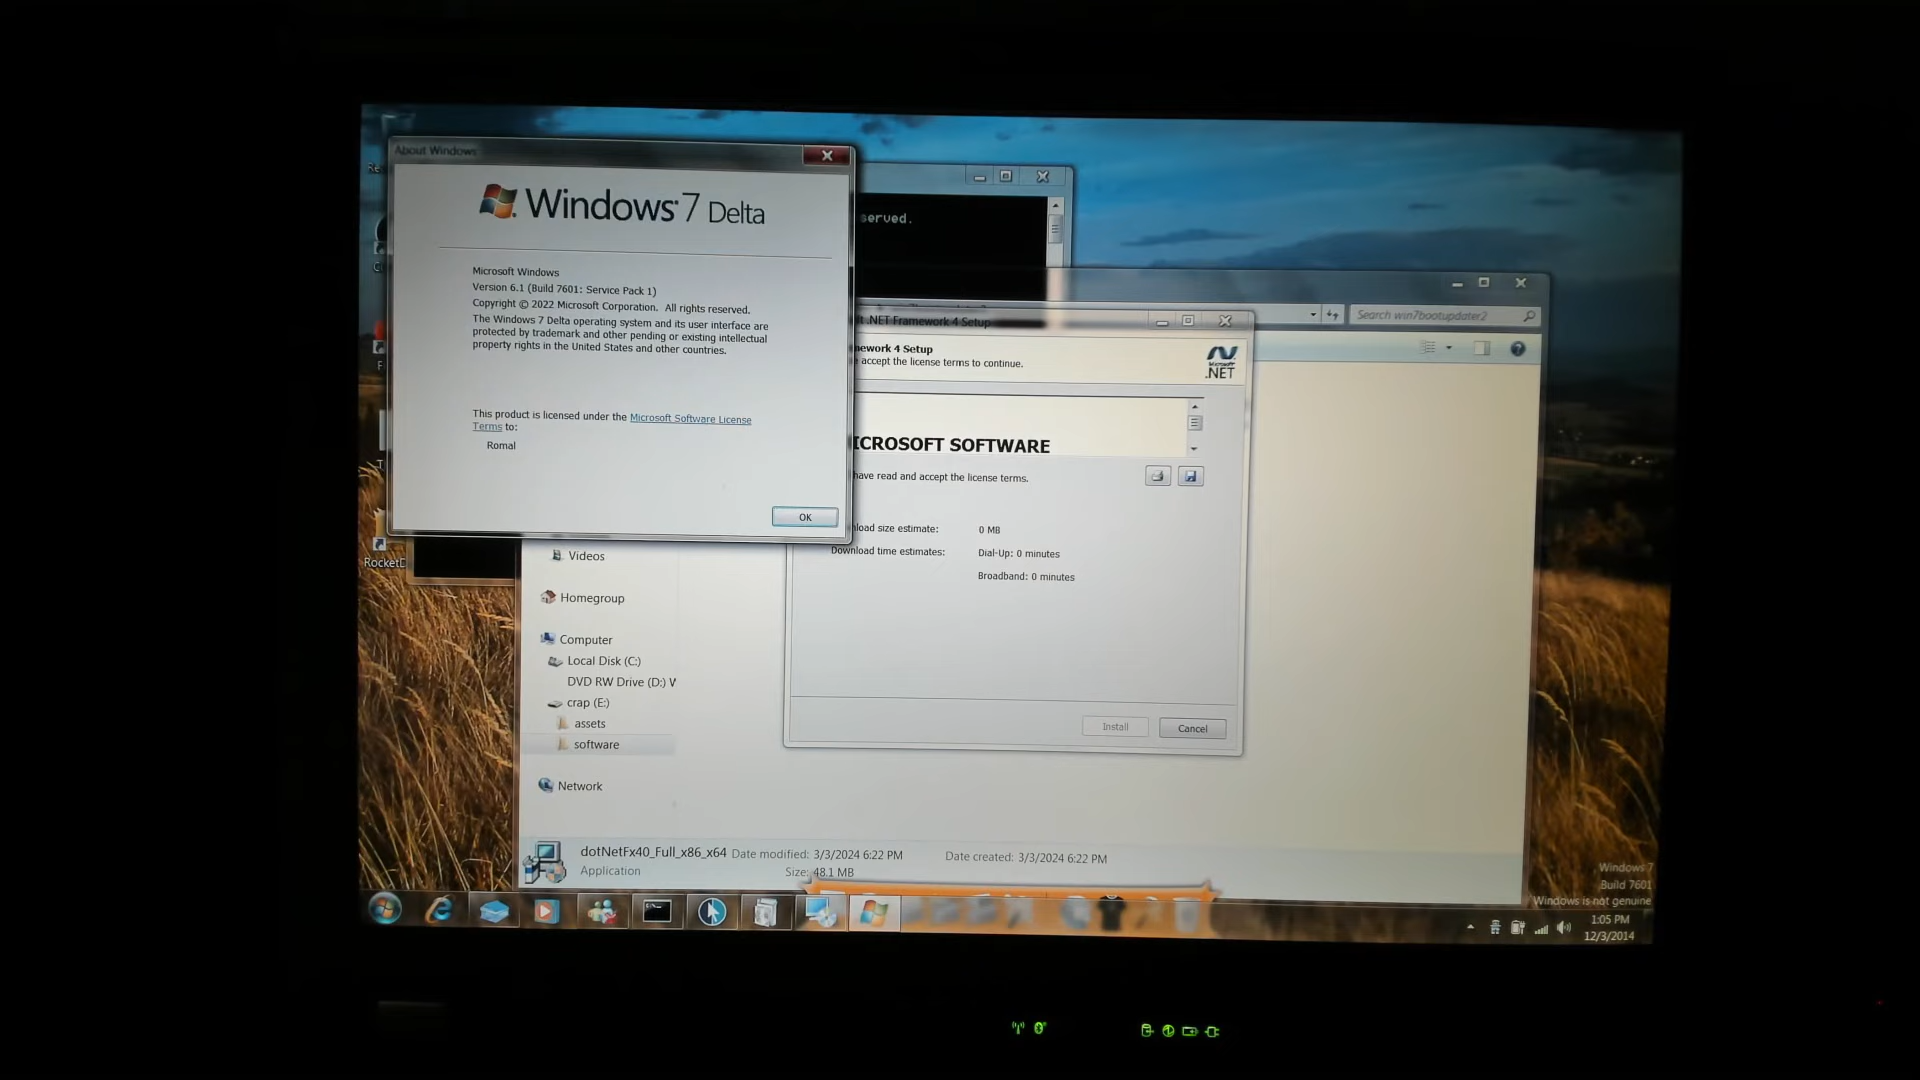 About Windows
Windows 7 Delta
Microsoft Windows
Version 6.1 (Build 7601: Service Pack 1)
Copyright © 2022 Microsoft Corporation. All rights reserved.
The Windows 7 Delta operating system and its user interface are
protected by trademark and other pending or existing intellectual
property rights in the United States and other countries.
This product is licensed under the Microsoft Software License
Terms to:
Romal
OK
served.
Search win7bootupdater2
.NET Framework 4 Setup
ework 4 Setup
accept the license terms to continue.
Microsoft
.NET
ICROSOFT SOFTWARE
have read and accept the license terms.
load size estimate: 0 MB
Download time estimates: Dial-Up: 0 minutes
Broadband: 0 minutes
Install
Cancel
RocketD
Videos
Homegroup
Computer
Local Disk (C:)
DVD RW Drive (D:) V
crap (E:)
assets
software
Network
dotNetFx40_Full_x86_x64 Date modified: 3/3/2024 6:22 PM Date created: 3/3/2024 6:22 PM
Application Size: 48.1 MB
Windows 7
Build 7601
Windows is not genuine
1:05 PM
12/3/2014